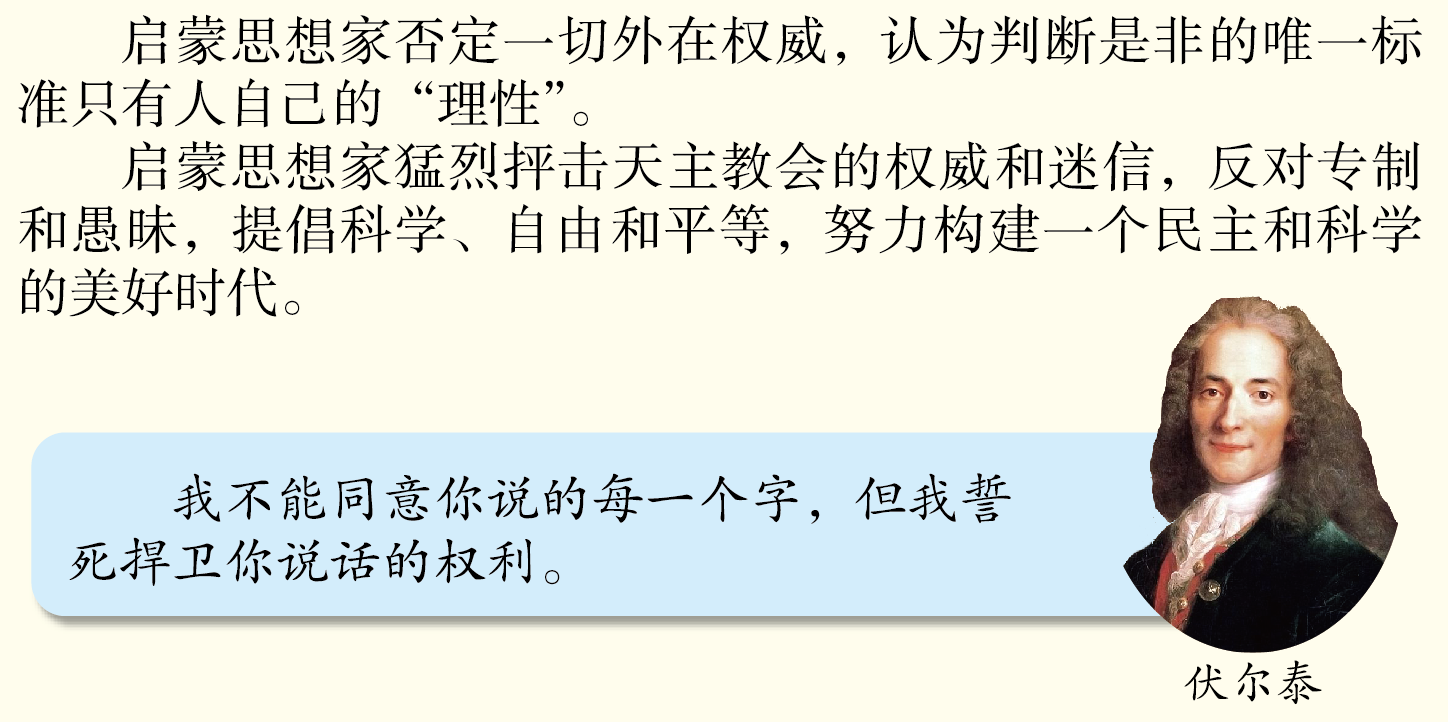 启蒙思想家否定一切外在权威，认为判断是非的唯一标
准只有人自己的“理性”。
启蒙思想家猛烈抨击天主教会的权威和迷信，反对专制
和愚昧，提倡科学、自由和平等，努力构建一个民主和科学
的美好时代。
我不能同意你说的每一个字，但我誓
死捍卫你说话的权利。
伏尔泰